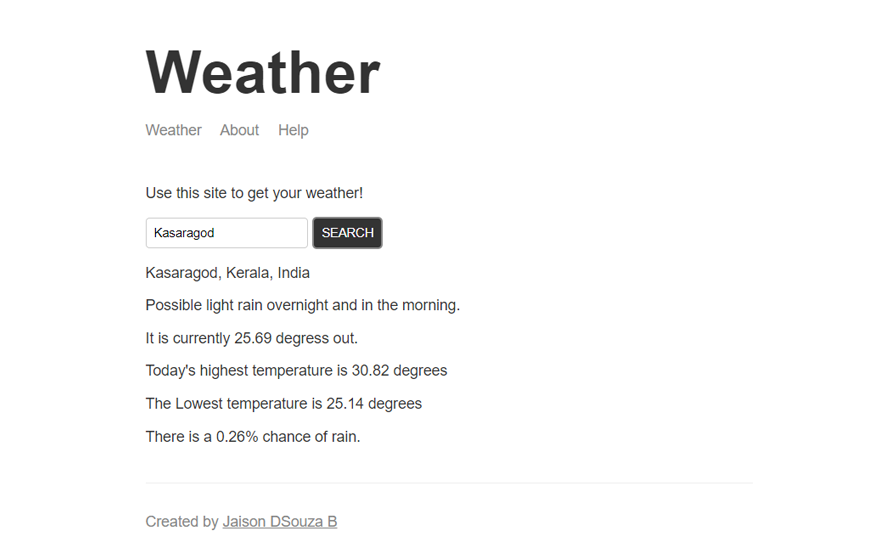 Weather
Weather About Help
Use this site to get your weather!
Kasaragod SEARCH
Kasaragod, Kerala, India
Possible light rain overnight and in the morning.
It is currently 25.69 degress out.
Today's highest temperature is 30.82 degrees
The Lowest temperature is 25.14 degrees
There is a 0.26% chance of rain.
Created by Jaison DSouza B